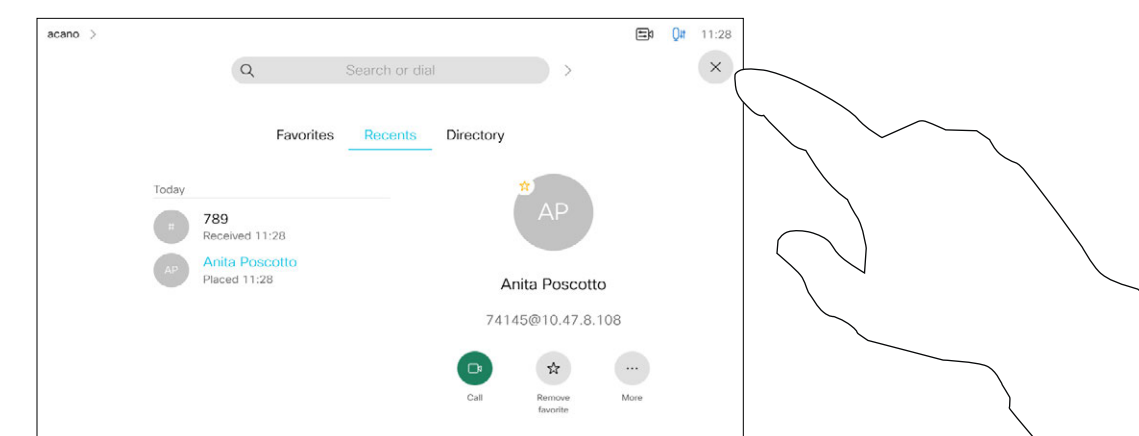 acano
11:28
Search or dial
Favorites Recents Directory
Today
#
789
Received 11:28
AP
Anita Poscotto
Placed 11:28
AP
Anita Poscotto
74145@10.47.8.108
Call
Remove
favorite
More